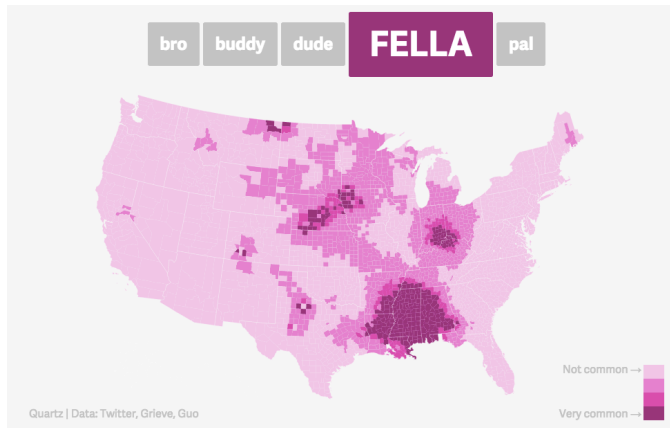 bro buddy dude FELLA pal
Not common →
Very common →
Quartz | Data: Twitter, Grieve, Guo